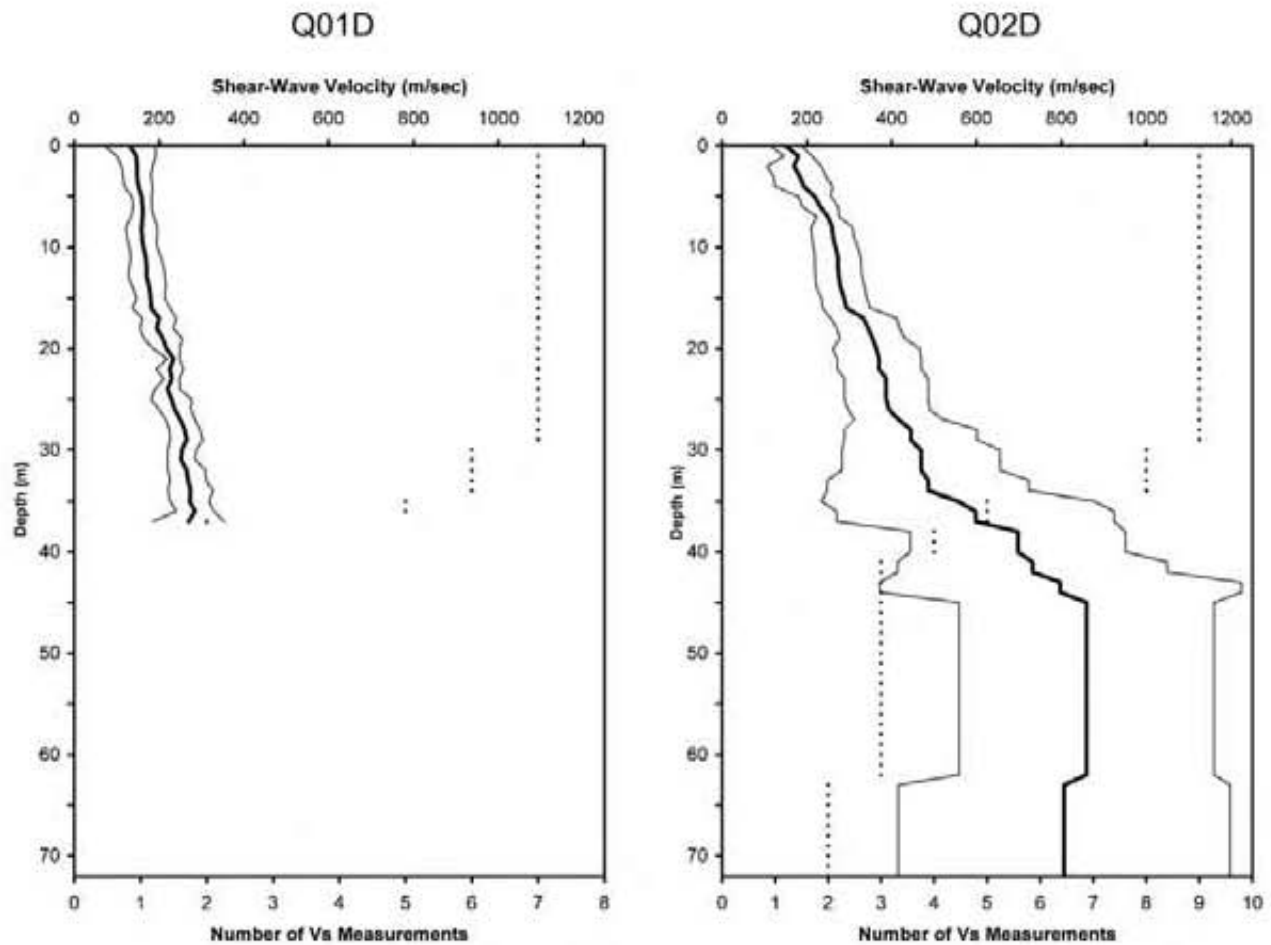 Q01D
Shear-Wave Velocity (m/sec)
0 200 400 600 800 1000 1200
0
10
20
30
40
50
60
70
Depth (m)
0 1 2 3 4 5 6 7 8
Number of Vs Measurements
Q02D
Shear-Wave Velocity (m/sec)
0 200 400 600 800 1000 1200
0
10
20
30
40
50
60
70
Depth (m)
0 1 2 3 4 5 6 7 8 9 10
Number of Vs Measurements